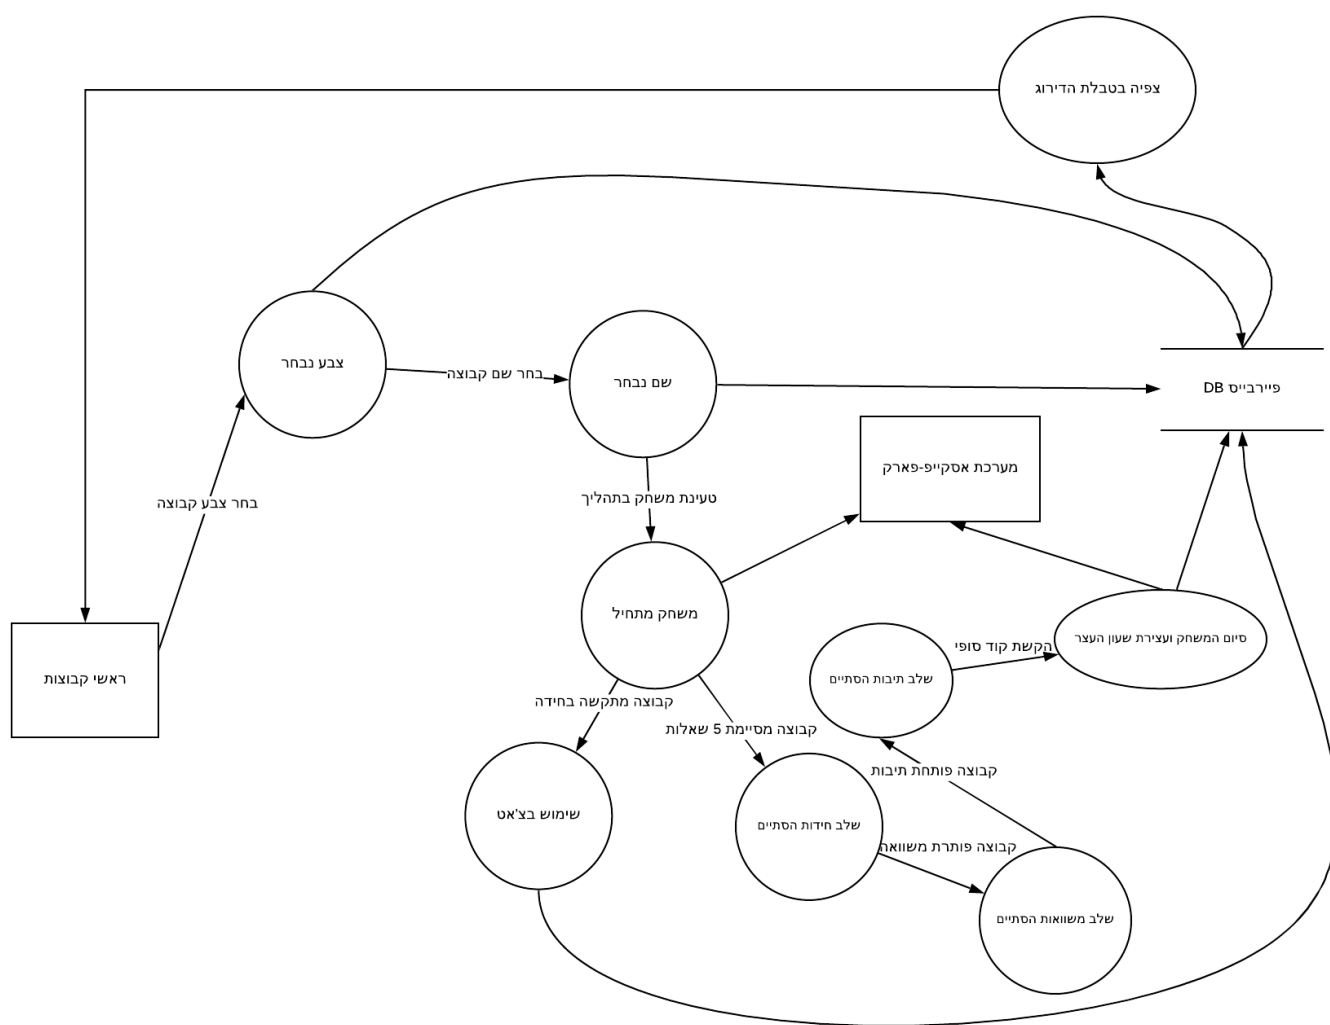 צפיה בטבלת הדירוג
צבע נבחר
בחר שם קבוצה
שם נבחר
פיירבייס DB
מערכת אסקייפ-פארק
טעינת משחק בתהליך
בחר צבע קבוצה
משחק מתחיל
ראשי קבוצות
סיום המשחק ועצירת שעון העצר
הקשת קוד סופי
שלב תיבות הסתיים
קבוצה מתקשה בחידה
קבוצה מסיימת 5 שאלות
קבוצה פותחת תיבות
שימוש בצ'אט
שלב חידות הסתיים
קבוצה פותרת משוואה
שלב משוואות הסתיים